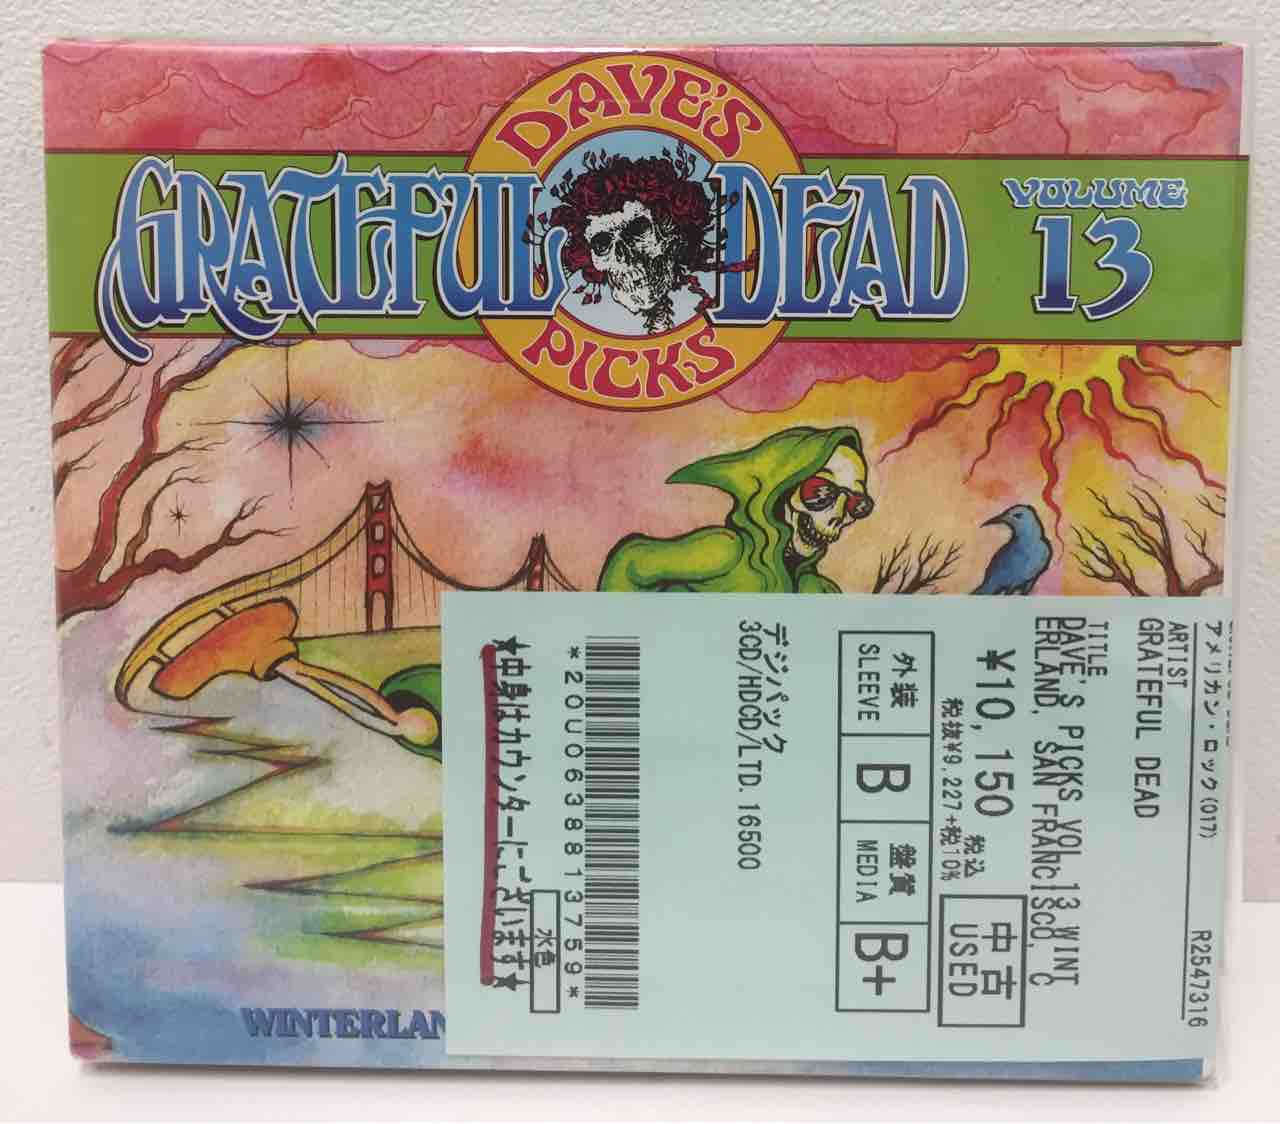 DAVE'S
GRATEFUL DEAD
VOLUME
13
PICKS
WINTERLAN
アメリカン・ロック(017)
R2547316
ARTIST
GRATEFUL DEAD
TITLE
DAVE'S PICKS VOL.13 WINT
ERLAND, SAN FRANCISCO, C
¥10,150 税込
税抜¥9,227+税10%
中古
USED
外装
SLEEVE
B
盤質
MEDIA
B+
デジパック
3CD/HDCD/LTD.16500
*20U0638813759*
水色
★中身はカウンターにございます★